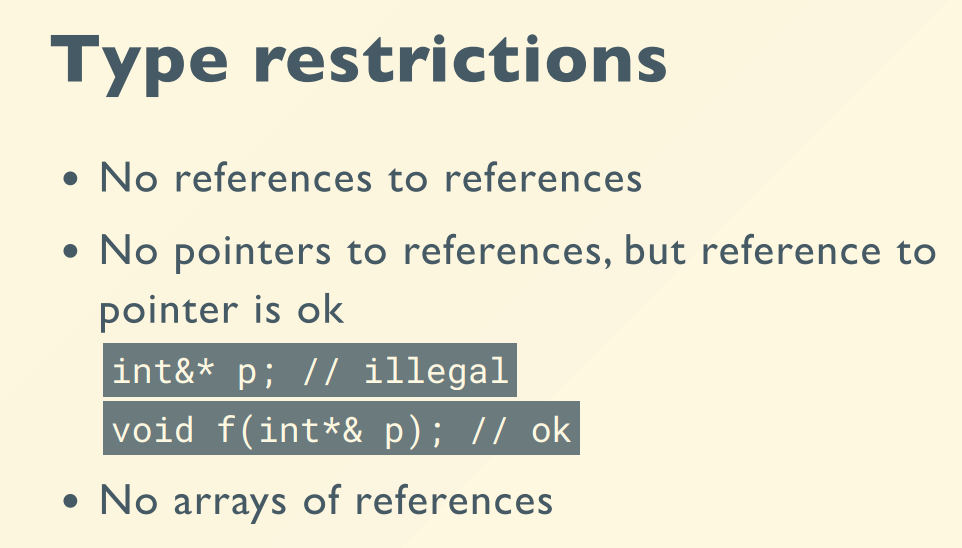 Type restrictions
• No references to references
• No pointers to references, but reference to
pointer is ok
int&* p; // illegal
void f(int*& p); // ok
• No arrays of references